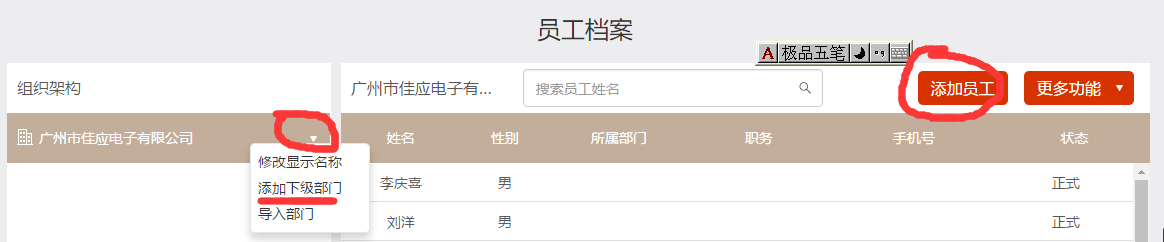 员工档案
A 极品五笔
组织架构
广州市佳应电子有... 搜索员工姓名 添加员工 更多功能
广州市佳应电子有限公司
姓名 性别 所属部门 职务 手机号 状态
修改显示名称
添加下级部门
导入部门
李庆喜 男 正式
刘洋 男 正式